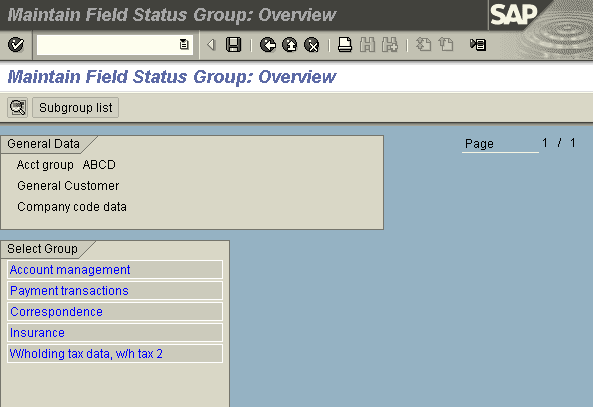 Maintain Field Status Group: Overview
SAP
Maintain Field Status Group: Overview
Subgroup list
General Data
Acct group ABCD
General Customer
Company code data
Page 1 / 1
Select Group
Account management
Payment transactions
Correspondence
Insurance
W/holding tax data, w/h tax 2